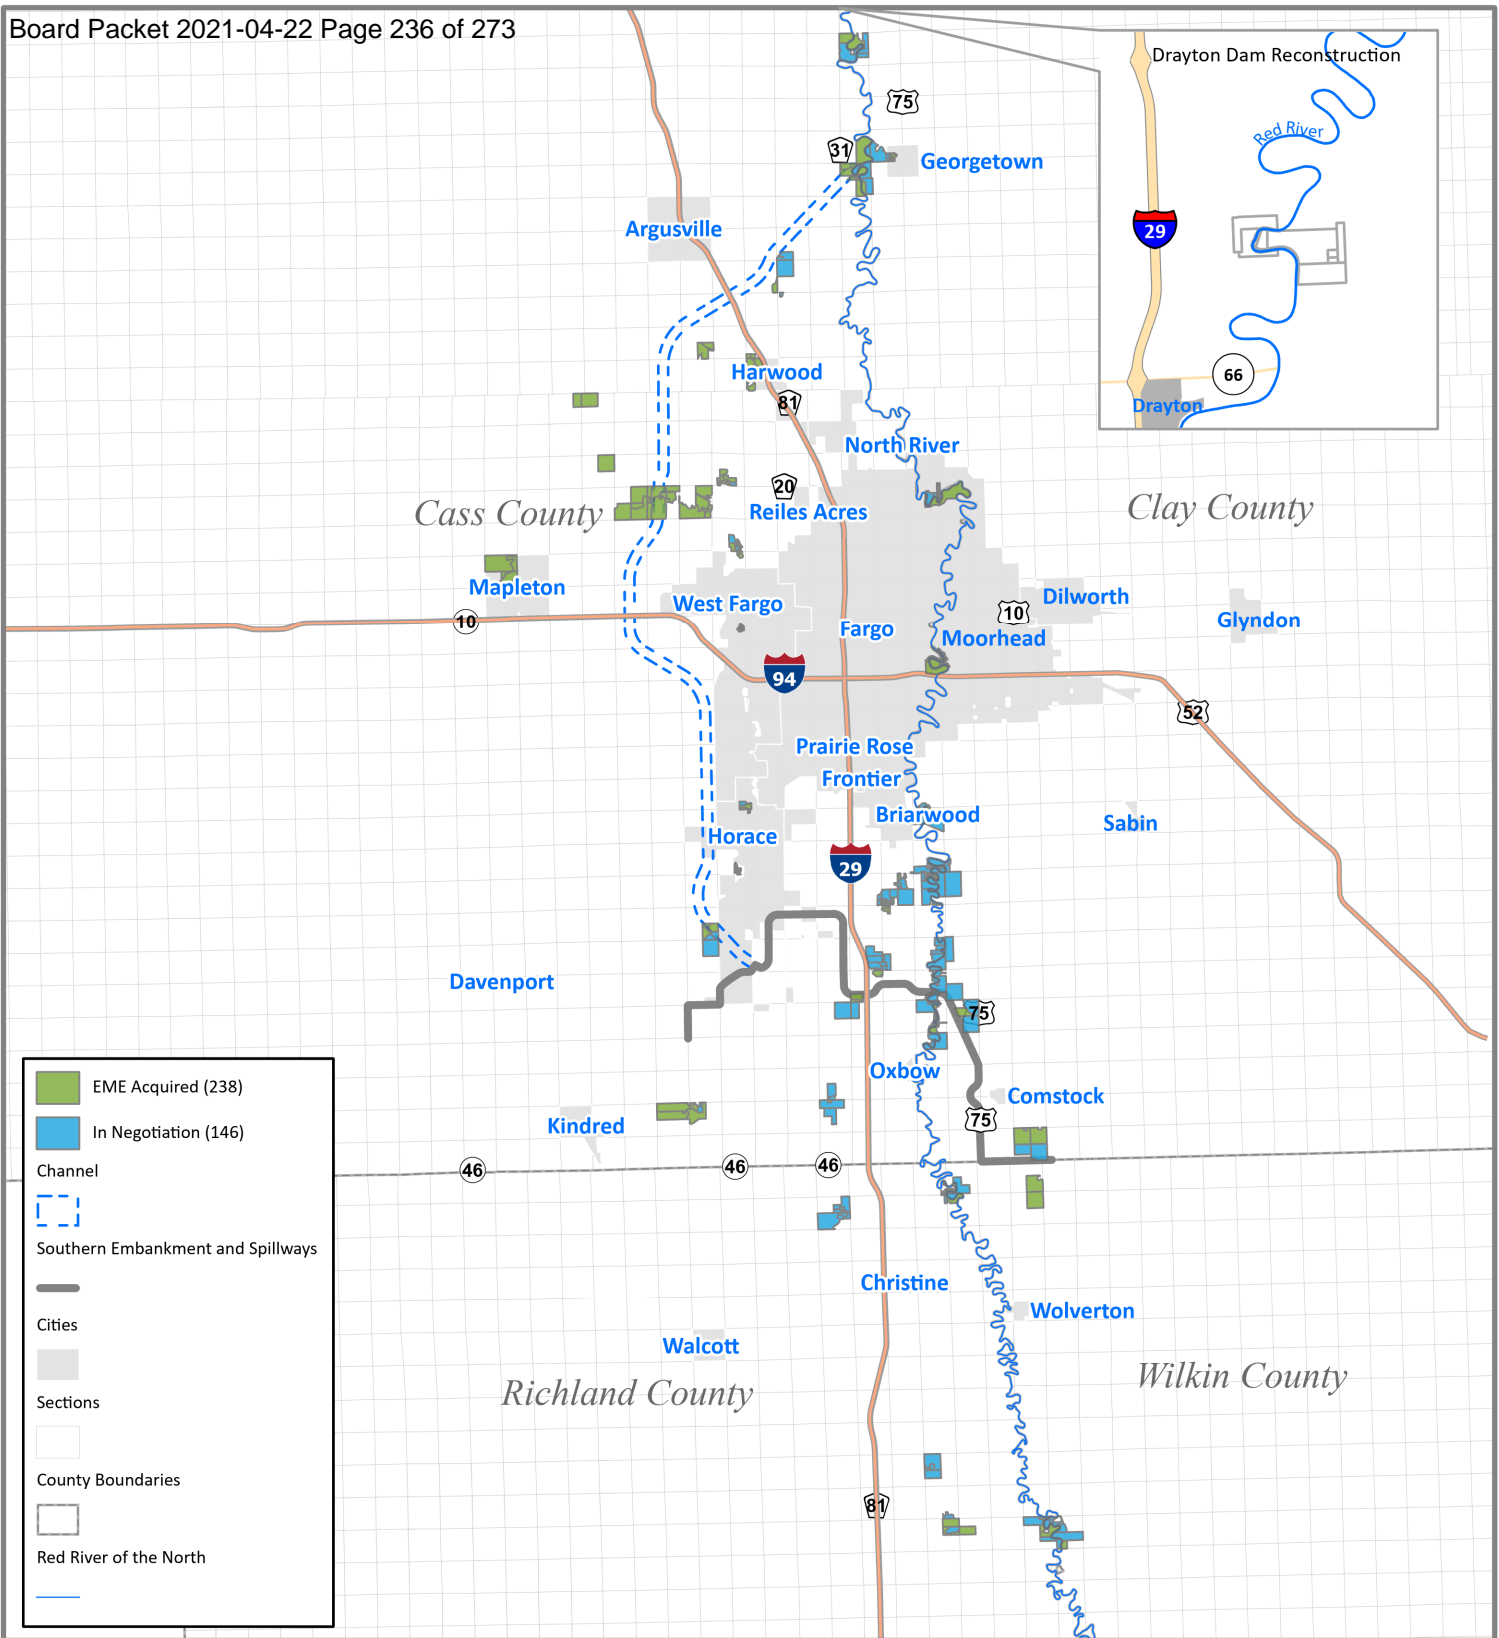 Board Packet 2021-04-22 Page 236 of 273
Drayton Dam Reconstruction
Red River
29
66
Drayton
75
31
Georgetown
Argusville
Harwood
81
North River
20
Reiles Acres
Cass County
Clay County
Mapleton
West Fargo
Dilworth
10
10
Glyndon
Fargo
Moorhead
94
52
Prairie Rose
Frontier
Briarwood
Sabin
Horace
29
Davenport
75
Oxbow
Comstock
75
Kindred
46
46
46
Christine
Wolverton
Walcott
Wilkin County
Richland County
81
EME Acquired (238)
In Negotiation (146)
Channel
Southern Embankment and Spillways
Cities
Sections
County Boundaries
Red River of the North